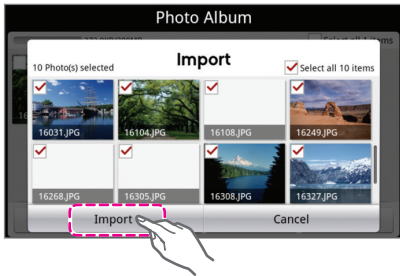 Photo Album
Import
10 Photo(s) selected
Select all 10 items
16031.JPG
16104.JPG
16108.JPG
16249.JPG
16268.JPG
16305.JPG
16308.JPG
16327.JPG
Import
Cancel